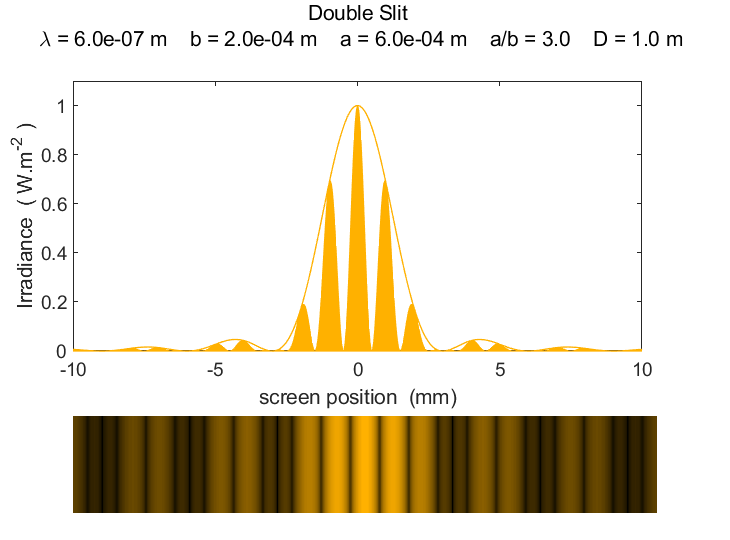 Double Slit
λ = 6.0e-07 m b = 2.0e-04 m a = 6.0e-04 m a/b = 3.0 D = 1.0 m
Irradiance ( W.m-2 )
1
0.8
0.6
0.4
0.2
0
-10 -5 0 5 10
screen position (mm)